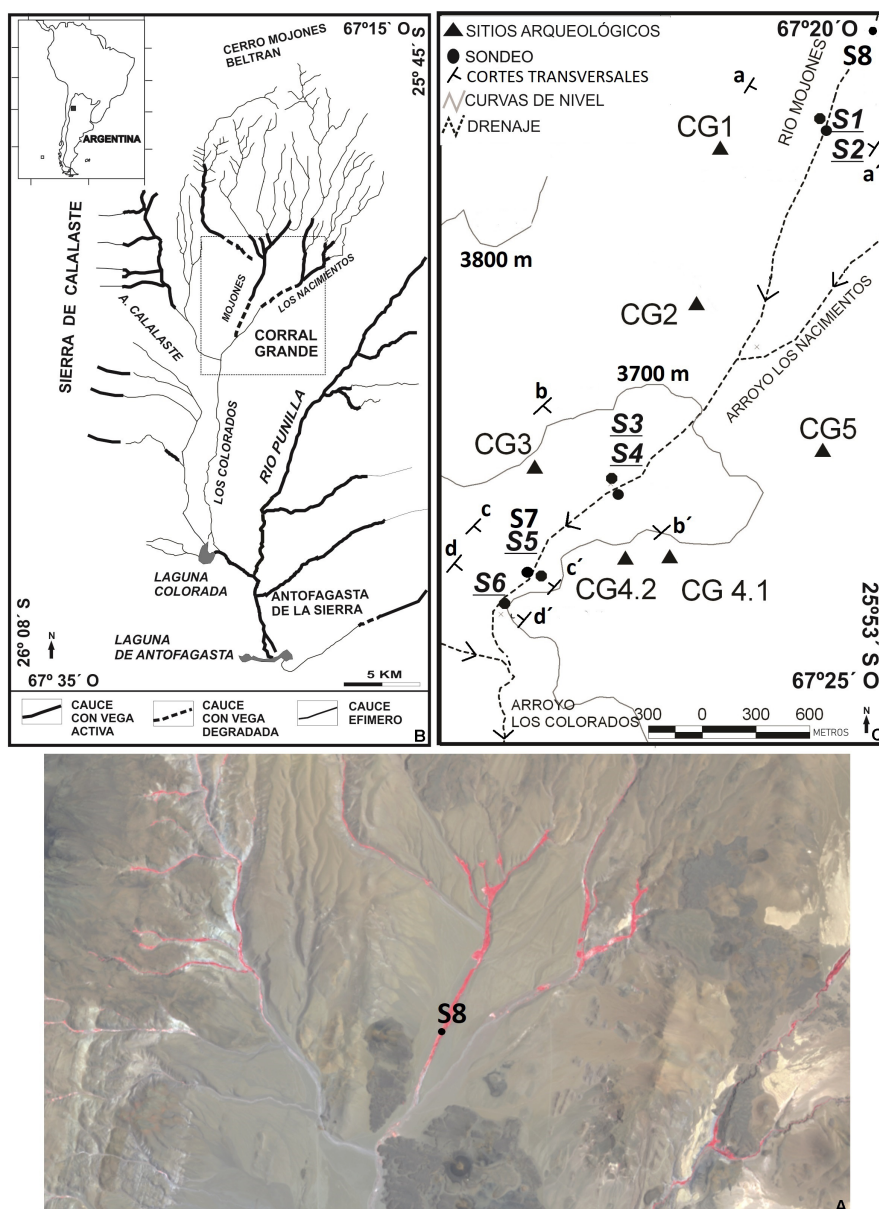 ARGENTINA
CERRO MOJONES
BELTRAN
67º15´ O
25º 45´ S
SIERRA DE CALALASTE
A. CALALASTE
MOJONES
LOS NACIMIENTOS
CORRAL
GRANDE
LOS COLORADOS
RIO PUNILLA
LAGUNA
COLORADA
ANTOFAGASTA
DE LA SIERRA
LAGUNA
DE ANTOFAGASTA
26º 08´ S
N
67º 35´ O
5 KM
CAUCE
CON VEGA
ACTIVA
CAUCE
CON VEGA
DEGRADADA
CAUCE
EFIMERO
B
SITIOS ARQUEOLÓGICOS
SONDEO
CORTES TRANSVERSALES
CURVAS DE NIVEL
DRENAJE
67º20´O
S8
a
RIO MOJONES
CG1
S1
S2
a´
3800 m
CG2
ARROYO LOS NACIMIENTOS
3700 m
b
S3
S4
CG3
CG5
c
S7
S5
d
b´
S6
c´
CG4.2
CG 4.1
d´
25º53´ S
67º25´ O
ARROYO
LOS COLORADOS
300 0 300 600
METROS
N
C
S8
A